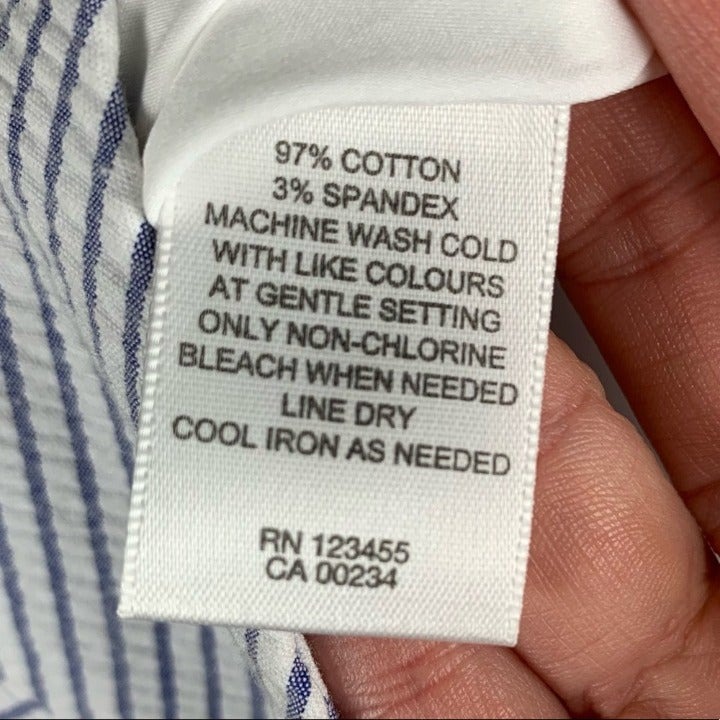 97% COTTON
3% SPANDEX
MACHINE WASH COLD
WITH LIKE COLOURS
AT GENTLE SETTING
ONLY NON-CHLORINE
BLEACH WHEN NEEDED
LINE DRY
COOL IRON AS NEEDED
RN 123455
CA 00234